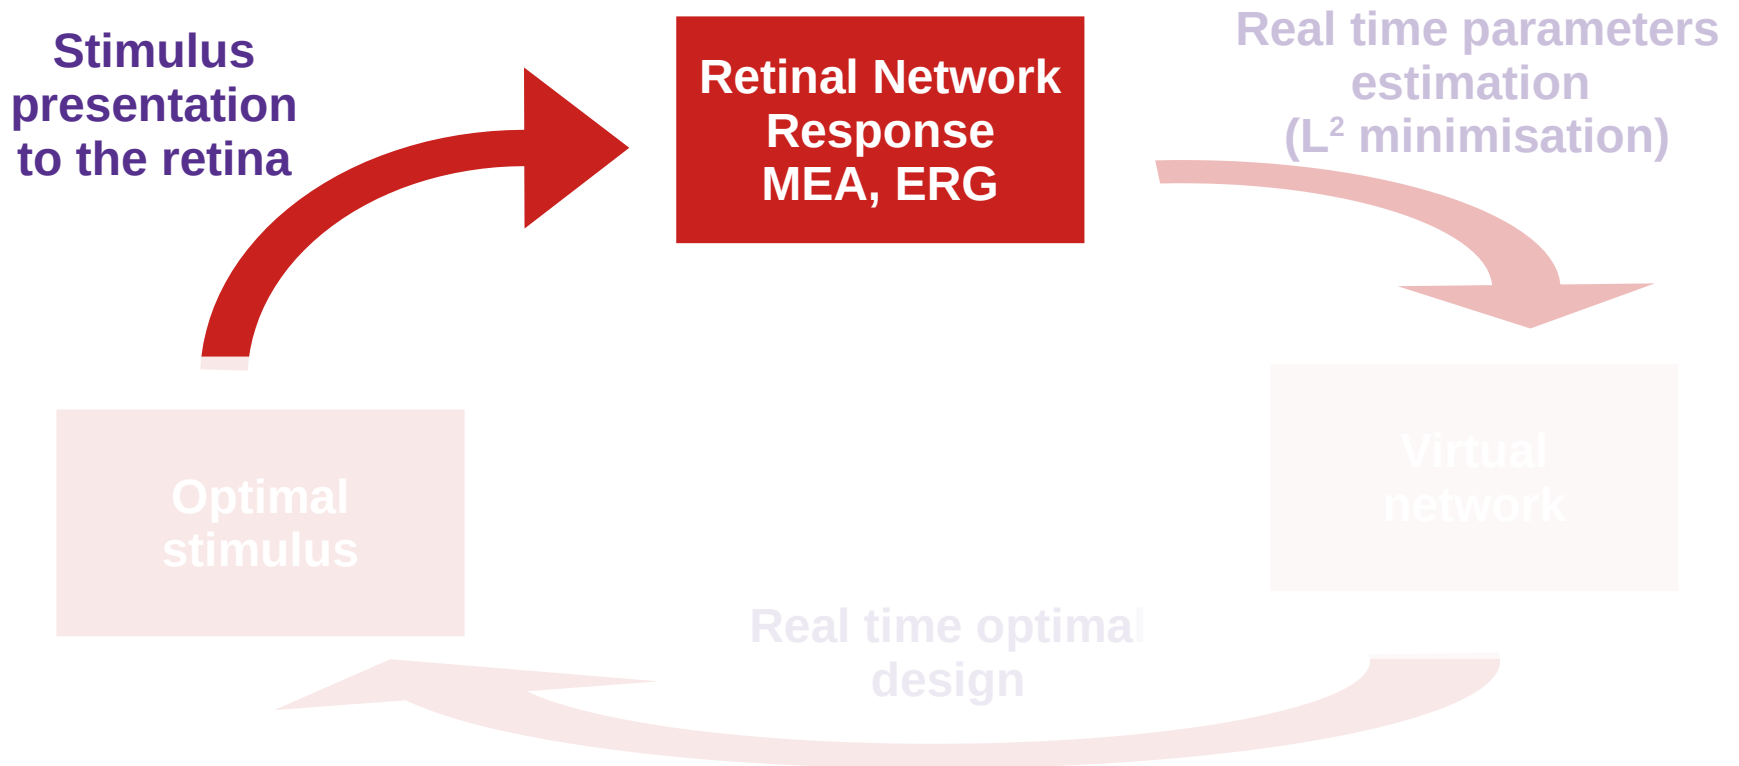 Stimulus
presentation
to the retina
Retinal Network
Response
MEA, ERG
Real time parameters
estimation
(L² minimisation)
Optimal
stimulus
Virtual
network
Real time optimal
design